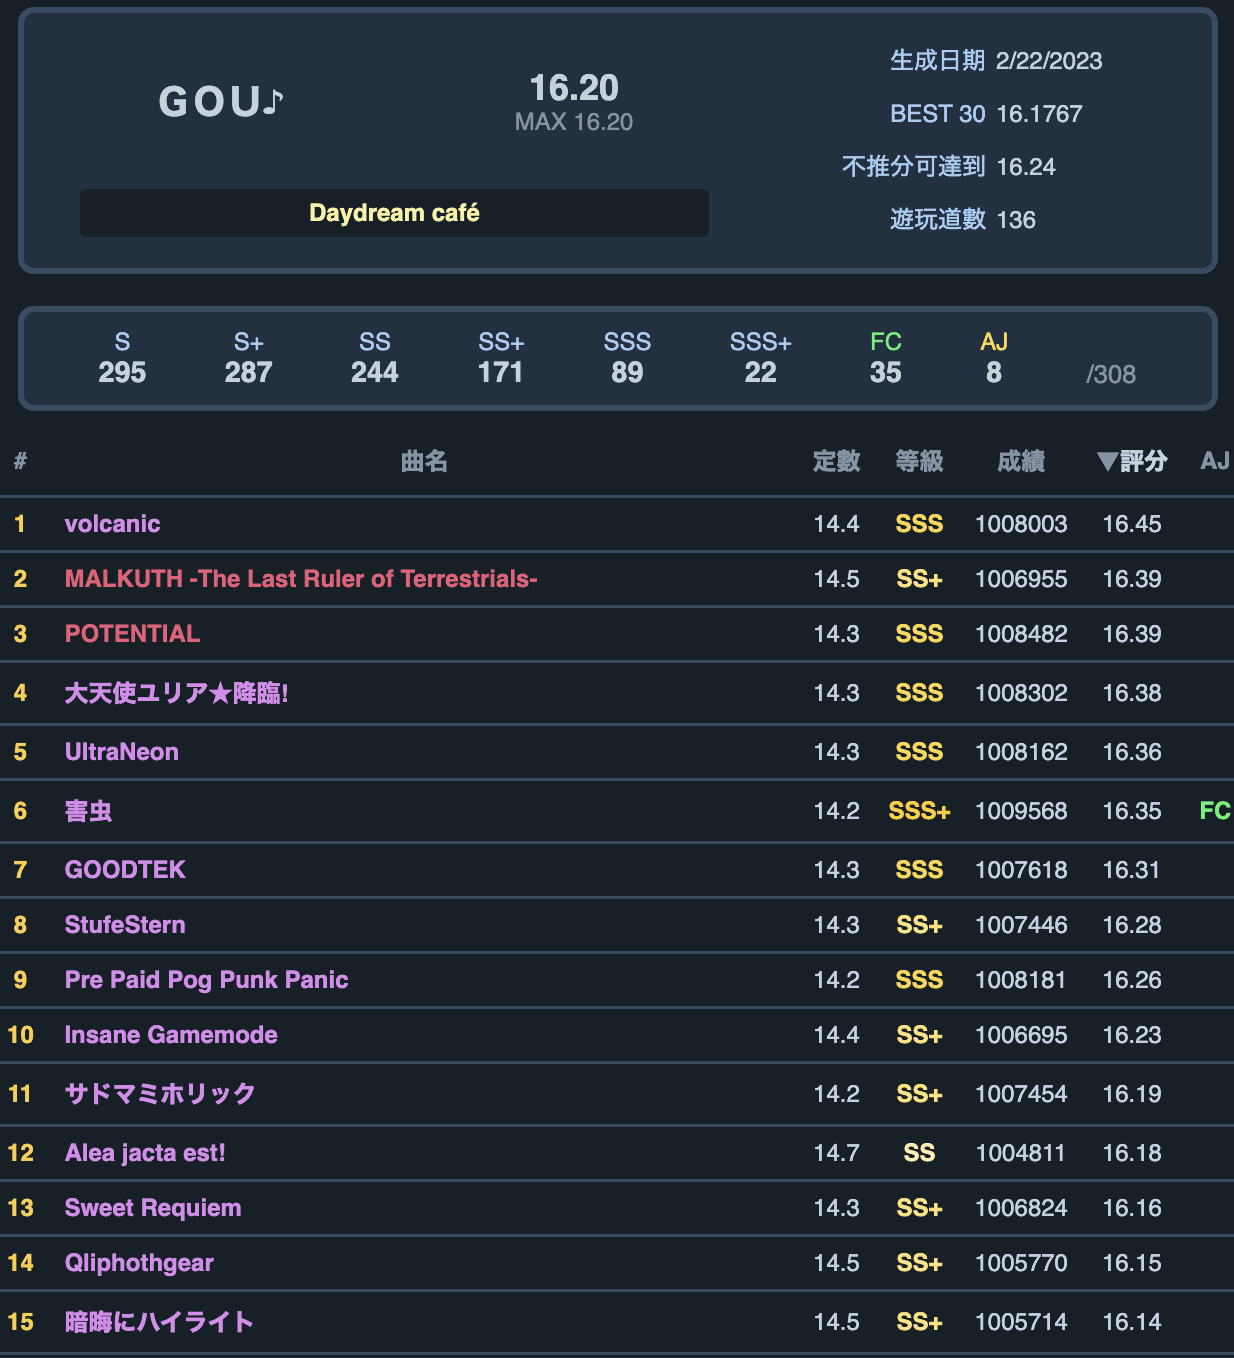 GOU♪
16.20
MAX 16.20
Daydream café
生成日期 2/22/2023
BEST 30 16.1767
不推分可達到 16.24
遊玩道數 136
S S+ SS SS+ SSS SSS+ FC AJ
295 287 244 171 89 22 35 8 /308
# 曲名 定數 等級 成績 ▼評分 AJ
1 volcanic 14.4 SSS 1008003 16.45
2 MALKUTH -The Last Ruler of Terrestrials- 14.5 SS+ 1006955 16.39
3 POTENTIAL 14.3 SSS 1008482 16.39
4 大天使ユリア★降臨! 14.3 SSS 1008302 16.38
5 UltraNeon 14.3 SSS 1008162 16.36
6 害虫 14.2 SSS+ 1009568 16.35 FC
7 GOODTEK 14.3 SSS 1007618 16.31
8 StufeStern 14.3 SS+ 1007446 16.28
9 Pre Paid Pog Punk Panic 14.2 SSS 1008181 16.26
10 Insane Gamemode 14.4 SS+ 1006695 16.23
11 サドマミホリック 14.2 SS+ 1007454 16.19
12 Alea jacta est! 14.7 SS 1004811 16.18
13 Sweet Requiem 14.3 SS+ 1006824 16.16
14 Qliphothgear 14.5 SS+ 1005770 16.15
15 暗晦にハイライト 14.5 SS+ 1005714 16.14